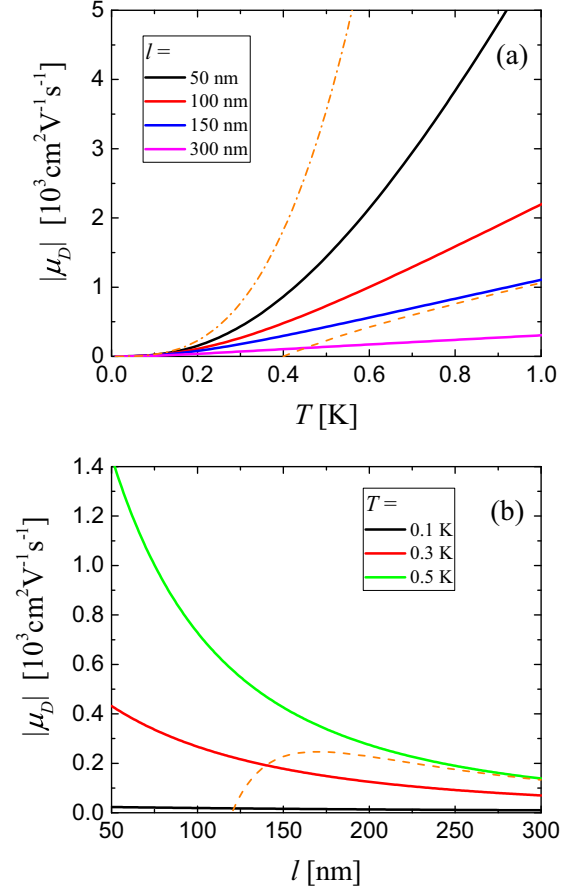 (a)
l =
50 nm
100 nm
150 nm
300 nm
|μ_D| [10³cm²V⁻¹s⁻¹]
5
4
3
2
1
0
0.0 0.2 0.4 0.6 0.8 1.0
T [K]
(b)
T =
0.1 K
0.3 K
0.5 K
|μ_D| [10³cm²V⁻¹s⁻¹]
1.4
1.2
1.0
0.8
0.6
0.4
0.2
0.0
50 100 150 200 250 300
l [nm]